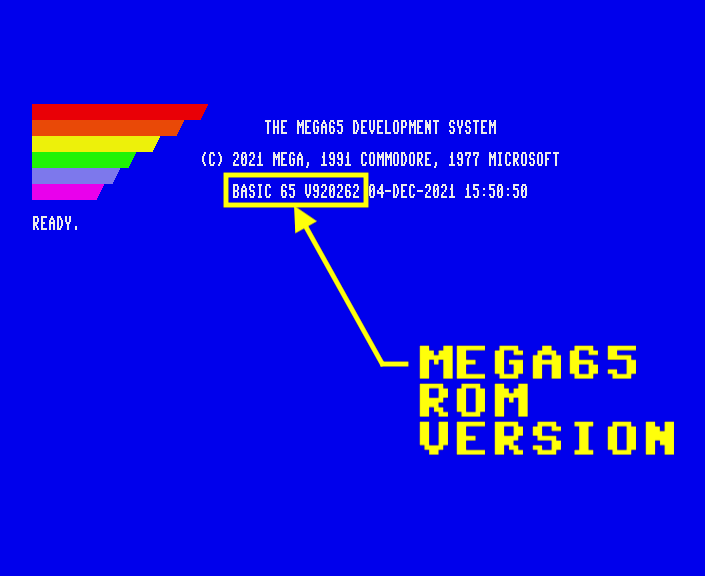 THE MEGA65 DEVELOPMENT SYSTEM
(C) 2021 MEGA, 1991 COMMODORE, 1977 MICROSOFT
BASIC 65 V920262 04-DEC-2021 15:50:50
READY.
MEGA65
ROM
VERSION